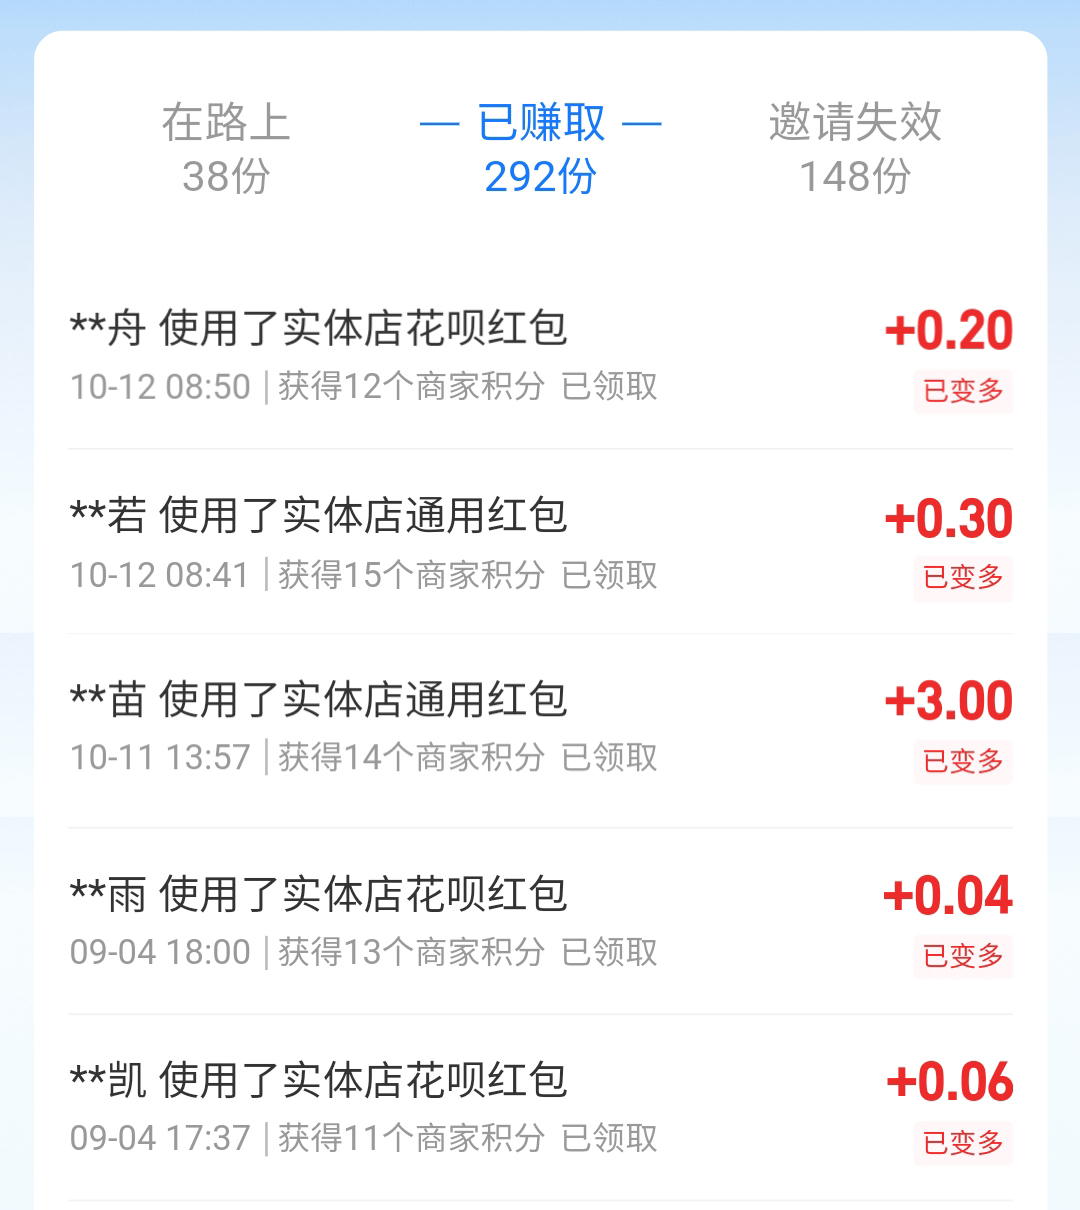 在路上
已赚取
邀请失效
38份
292份
148份
**舟 使用了实体店花呗红包
+0.20
10-12 08:50 | 获得12个商家积分 已领取
已变多
**若 使用了实体店通用红包
+0.30
10-12 08:41 | 获得15个商家积分 已领取
已变多
**苗 使用了实体店通用红包
+3.00
10-11 13:57 | 获得14个商家积分 已领取
已变多
**雨 使用了实体店花呗红包
+0.04
09-04 18:00 | 获得13个商家积分 已领取
已变多
**凯 使用了实体店花呗红包
+0.06
09-04 17:37 | 获得11个商家积分 已领取
已变多